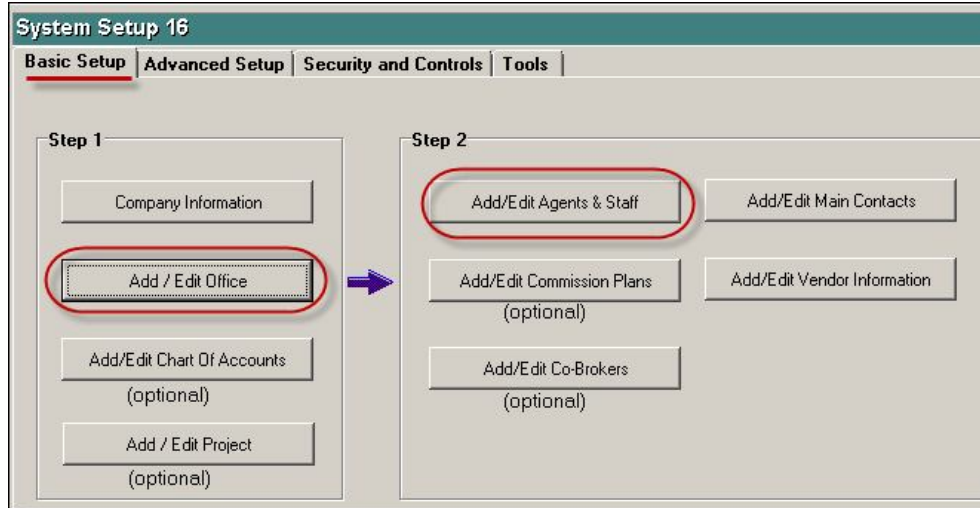 System Setup 16
Basic Setup
Advanced Setup
Security and Controls
Tools
Step 1
Company Information
Add / Edit Office
Add/Edit Chart Of Accounts
(optional)
Add / Edit Project
(optional)
Step 2
Add/Edit Agents & Staff
Add/Edit Main Contacts
Add/Edit Commission Plans
(optional)
Add/Edit Vendor Information
Add/Edit Co-Brokers
(optional)